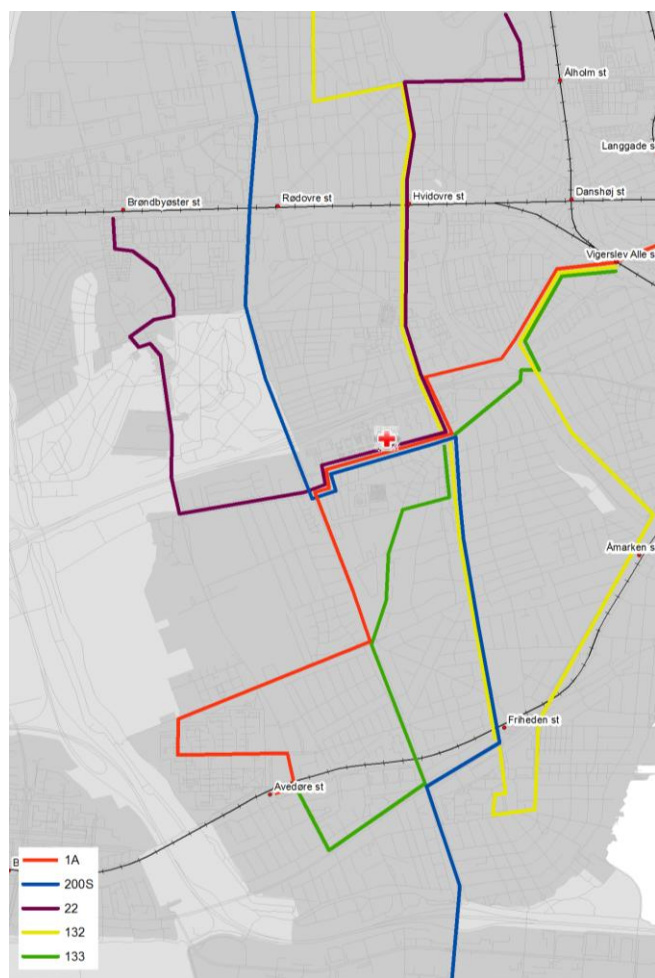 Ålholm st
Langgade s
Brøndbyøster st
Rødovre st
Hvidovre st
Danshøj st
Vigerslev Alle s
Åmarken s
Friheden st
Avedøre st
B
1A
200S
22
132
133